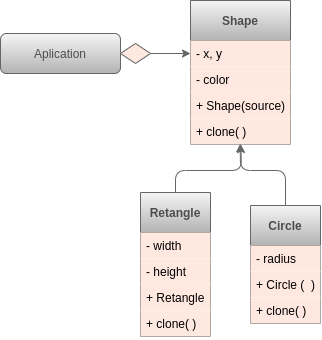 Shape
Aplication
- x, y
- color
+ Shape(source)
+ clone( )
Retangle
- width
- height
+ Retangle
+ clone( )
Circle
- radius
+ Circle (  )
+ clone( )